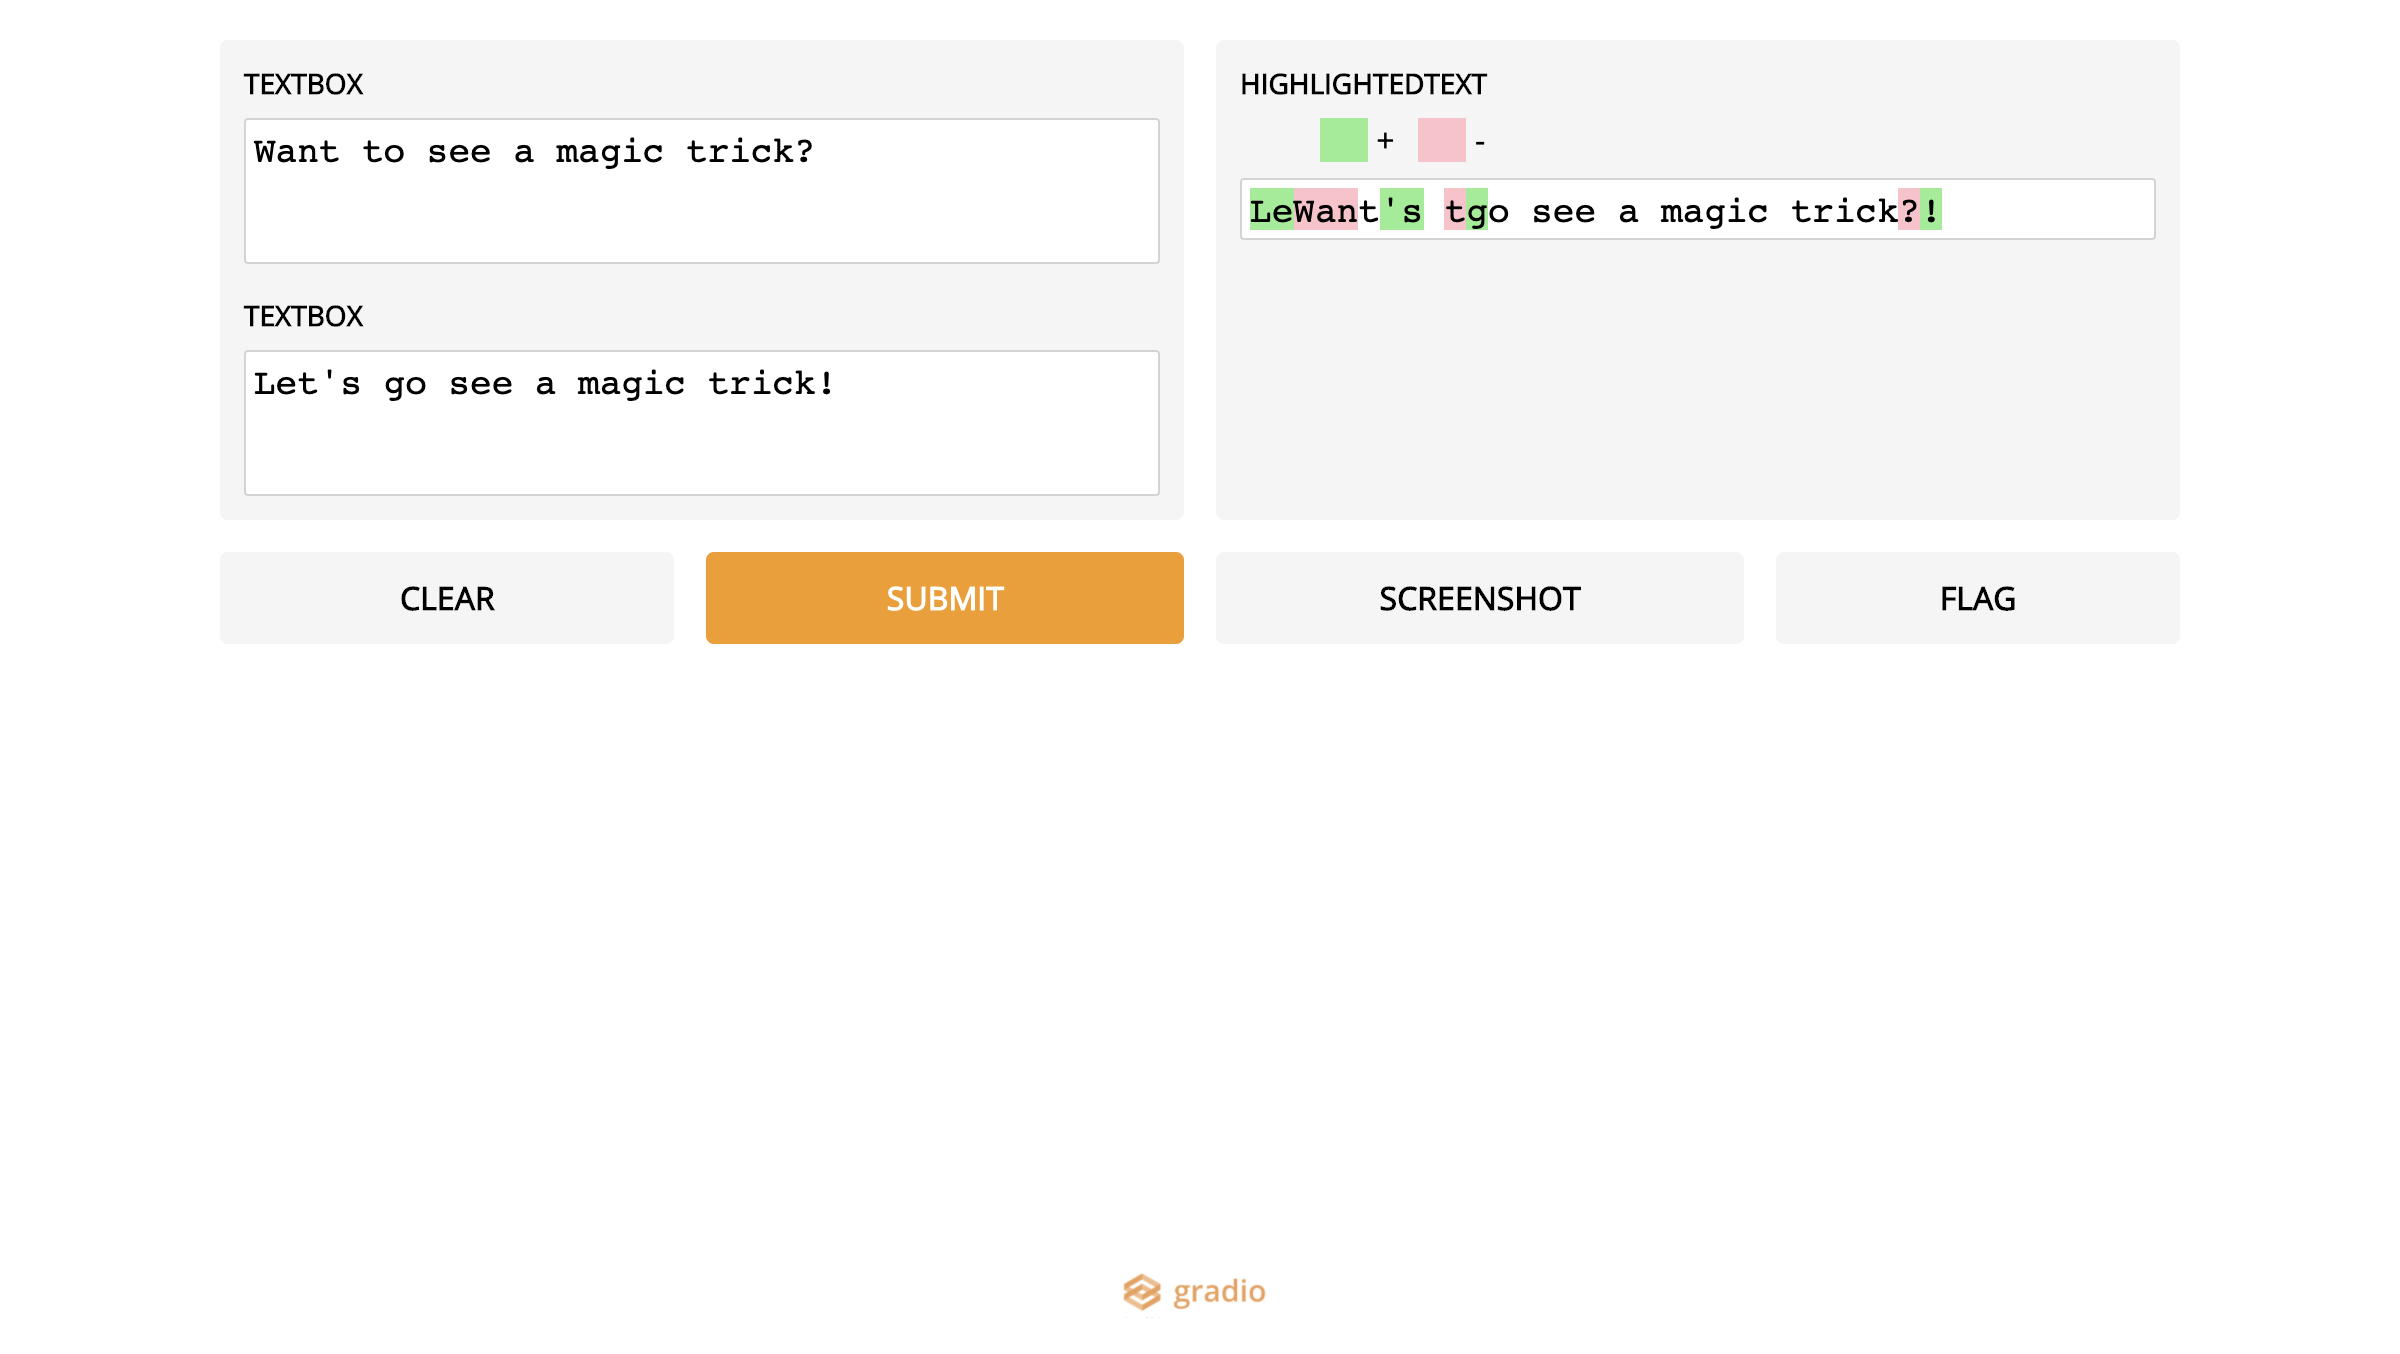 TEXTBOX
Want to see a magic trick?
TEXTBOX
Let's go see a magic trick!
HIGHLIGHTEDTEXT
+ -
LeWant's tgo see a magic trick?!
CLEAR
SUBMIT
SCREENSHOT
FLAG
gradio